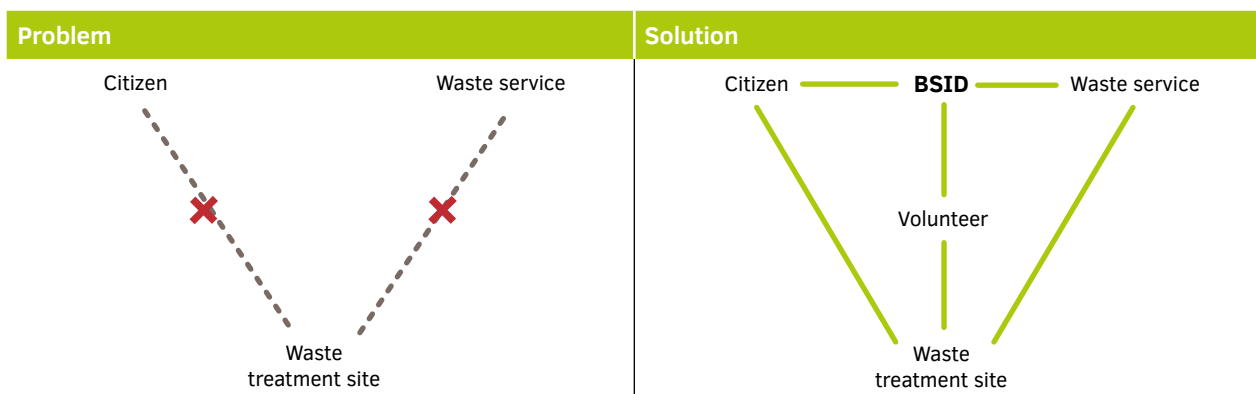 Problem
Citizen
Waste service
Waste
treatment site
Solution
Citizen
BSID
Waste service
Volunteer
Waste
treatment site